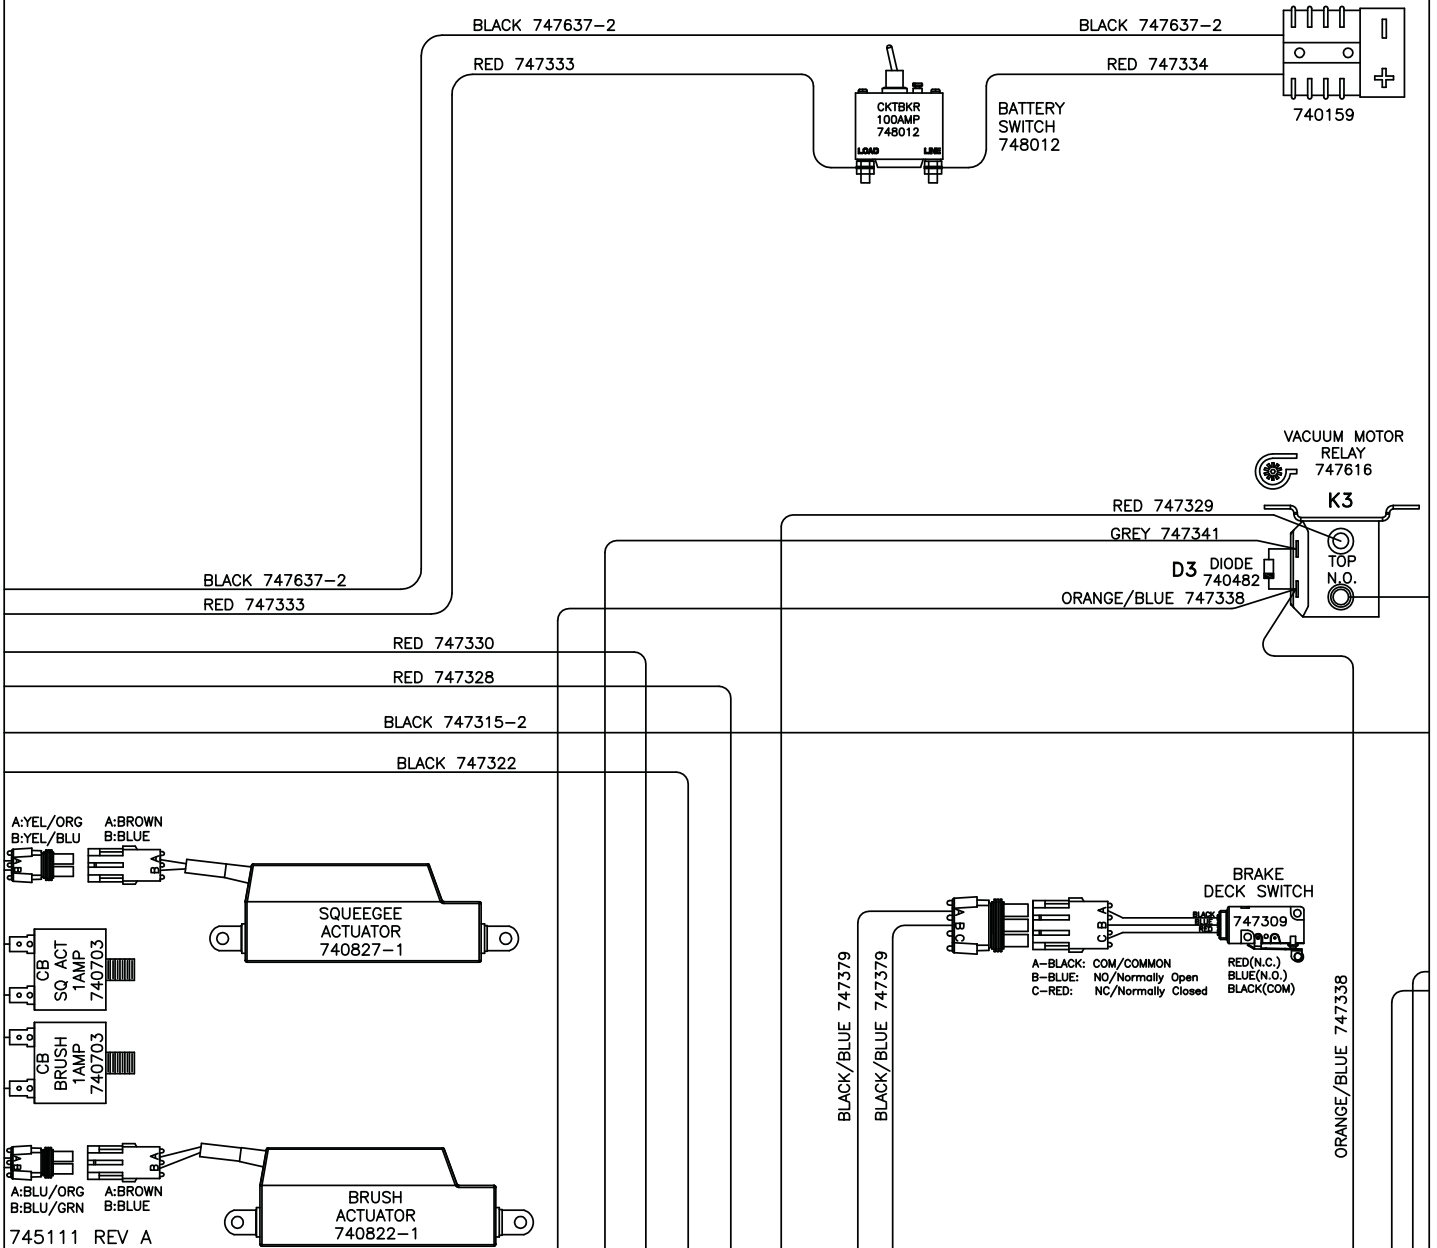 BLACK 747637-2
BLACK 747637-2
RED 747333
RED 747334
CKTBKR
100AMP
748012
LOAD
LINE
BATTERY
SWITCH
748012
740159
VACUUM MOTOR
RELAY
747616
K3
RED 747329
GREY 747341
D3
DIODE
740482
TOP
N.O.
ORANGE/BLUE 747338
BLACK 747637-2
RED 747333
RED 747330
RED 747328
BLACK 747315-2
BLACK 747322
A:YEL/ORG
B:YEL/BLU
A:BROWN
B:BLUE
A
B
A
B
SQUEEGEE
ACTUATOR
740827-1
CB
SQ ACT
1AMP
740703
CB
BRUSH
1AMP
740703
BRAKE
DECK SWITCH
A
B
C
A
B
C
BLACK
BLUE
RED
747309
A-BLACK: COM/COMMON
B-BLUE: NO/Normally Open
C-RED: NC/Normally Closed
RED(N.C.)
BLUE(N.O.)
BLACK(COM)
BLACK/BLUE 747379
BLACK/BLUE 747379
ORANGE/BLUE 747338
A
B
A
B
A:BLU/ORG
B:BLU/GRN
A:BROWN
B:BLUE
BRUSH
ACTUATOR
740822-1
745111 REV A